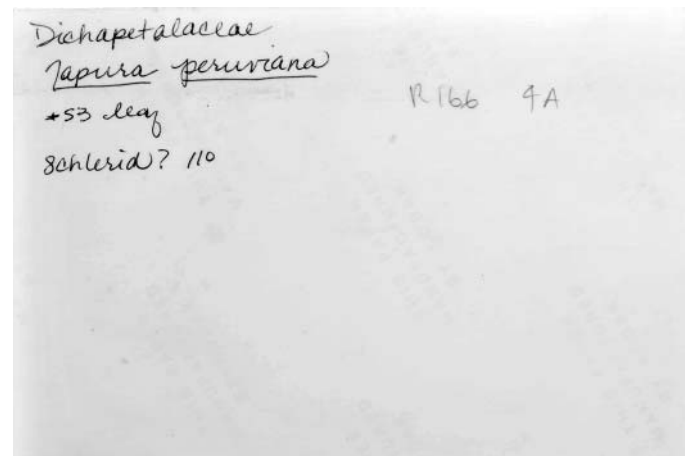 Dichapetalaceae
Tapura peruviana
*53 leaf
Schlerid? 110
R166 4A